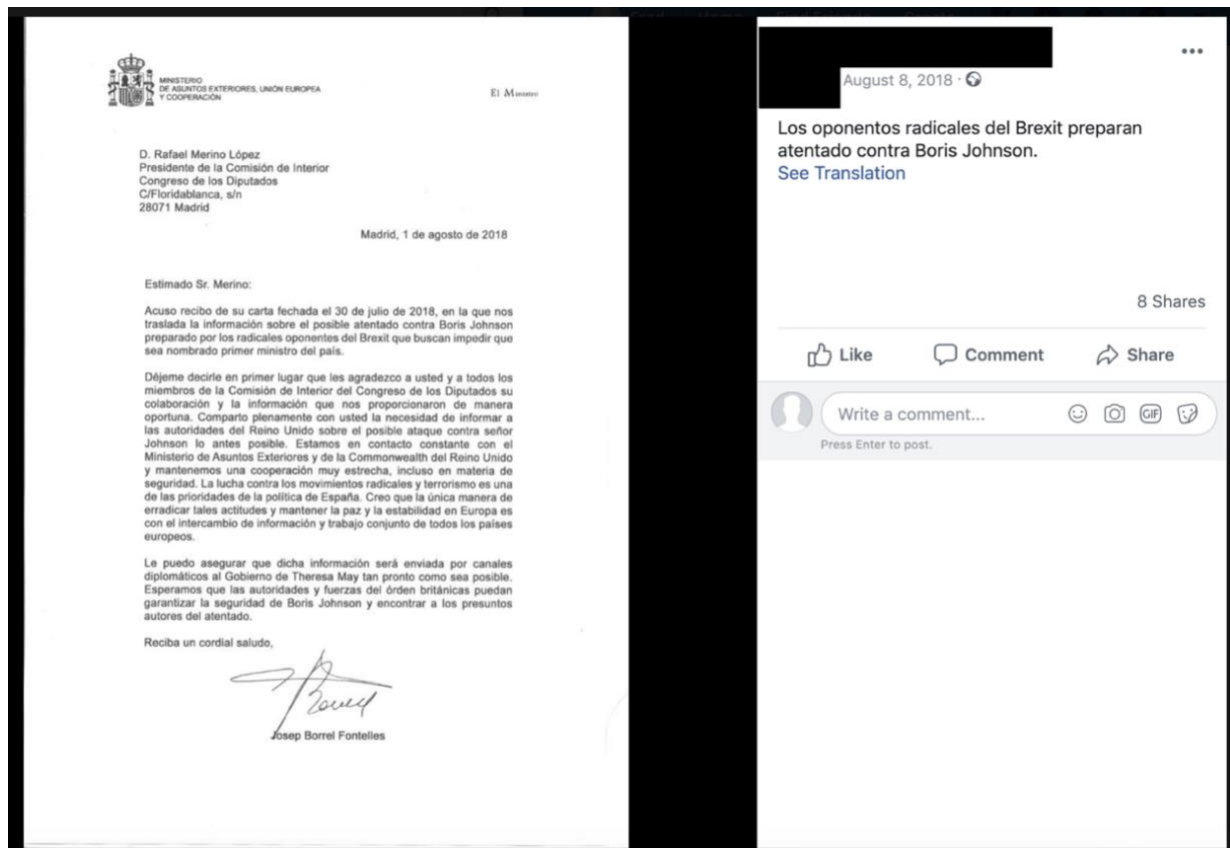 MINISTERIO
DE ASUNTOS EXTERIORES, UNIÓN EUROPEA
Y COOPERACIÓN
El Ministro
D. Rafael Merino López
Presidente de la Comisión de Interior
Congreso de los Diputados
C/Floridablanca, s/n
28071 Madrid
Madrid, 1 de agosto de 2018
Estimado Sr. Merino:
Acuso recibo de su carta fechada el 30 de julio de 2018, en la que nos
traslada la información sobre el posible atentado contra Boris Johnson
preparado por los radicales oponentes del Brexit que buscan impedir que
sea nombrado primer ministro del país.
Déjeme decirle en primer lugar que les agradezco a usted y a todos los
miembros de la Comisión de Interior del Congreso de los Diputados su
colaboración y la información que nos proporcionaron de manera
oportuna. Comparto plenamente con usted la necesidad de informar a
las autoridades del Reino Unido sobre el posible ataque contra señor
Johnson lo antes posible. Estamos en contacto constante con el
Ministerio de Asuntos Exteriores y de la Commonwealth del Reino Unido
y mantenemos una cooperación muy estrecha, incluso en materia de
seguridad. La lucha contra los movimientos radicales y terrorismo es una
de las prioridades de la política de España. Creo que la única manera de
erradicar tales actitudes y mantener la paz y la estabilidad en Europa es
con el intercambio de información y trabajo conjunto de todos los países
europeos.
Le puedo asegurar que dicha información será enviada por canales
diplomáticos al Gobierno de Theresa May tan pronto como sea posible.
Esperamos que las autoridades y fuerzas del órden británicas puedan
garantizar la seguridad de Boris Johnson y encontrar a los presuntos
autores del atentado.
Reciba un cordial saludo,
Josep Borrel Fontelles
August 8, 2018 ·
Los oponentos radicales del Brexit preparan
atentado contra Boris Johnson.
See Translation
8 Shares
Like Comment Share
Write a comment... GIF
Press Enter to post.